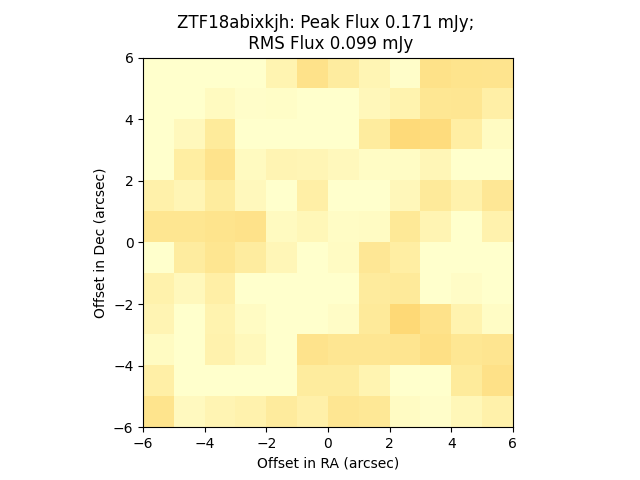 ZTF18abixkjh: Peak Flux 0.171 mJy;
RMS Flux 0.099 mJy
6
4
2
0
−2
−4
−6
Offset in Dec (arcsec)
−6 −4 −2 0 2 4 6
Offset in RA (arcsec)